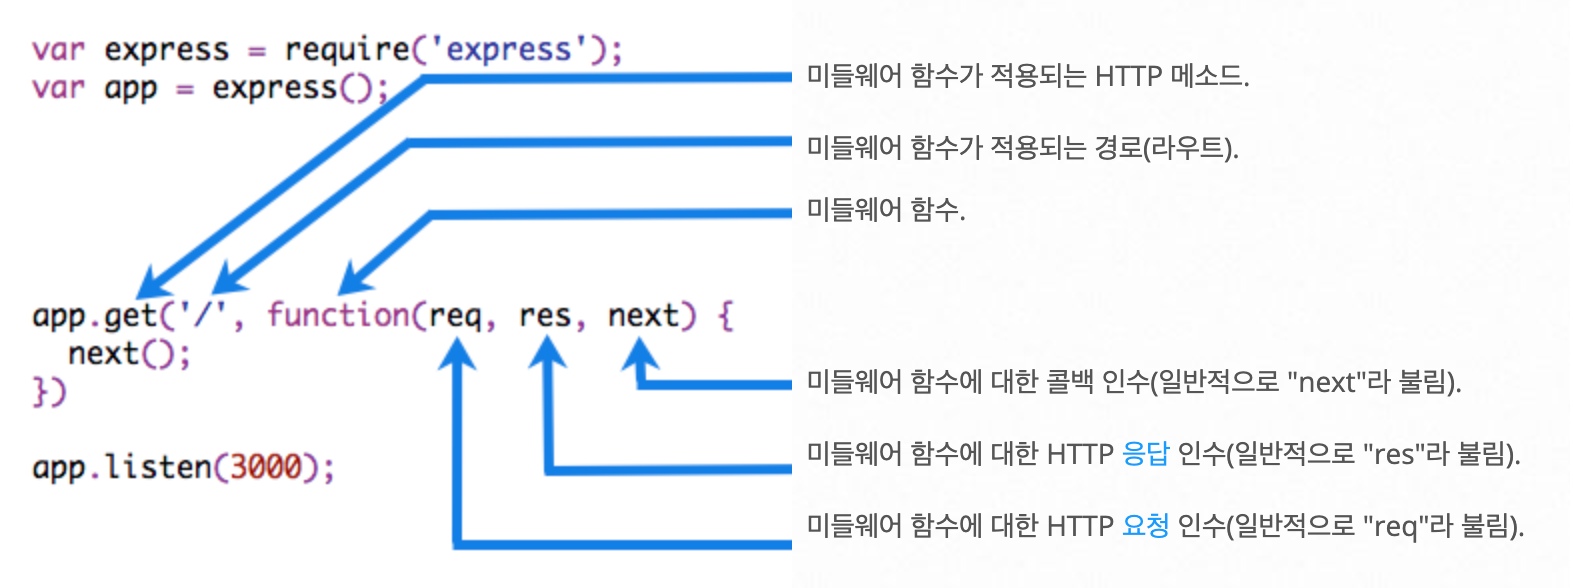 var express = require('express');
var app = express();
미들웨어 함수가 적용되는 HTTP 메소드.
미들웨어 함수가 적용되는 경로(라우트).
미들웨어 함수.
app.get('/', function(req, res, next) {
  next();
})
app.listen(3000);
미들웨어 함수에 대한 콜백 인수(일반적으로 "next"라 불림).
미들웨어 함수에 대한 HTTP 응답 인수(일반적으로 "res"라 불림).
미들웨어 함수에 대한 HTTP 요청 인수(일반적으로 "req"라 불림).